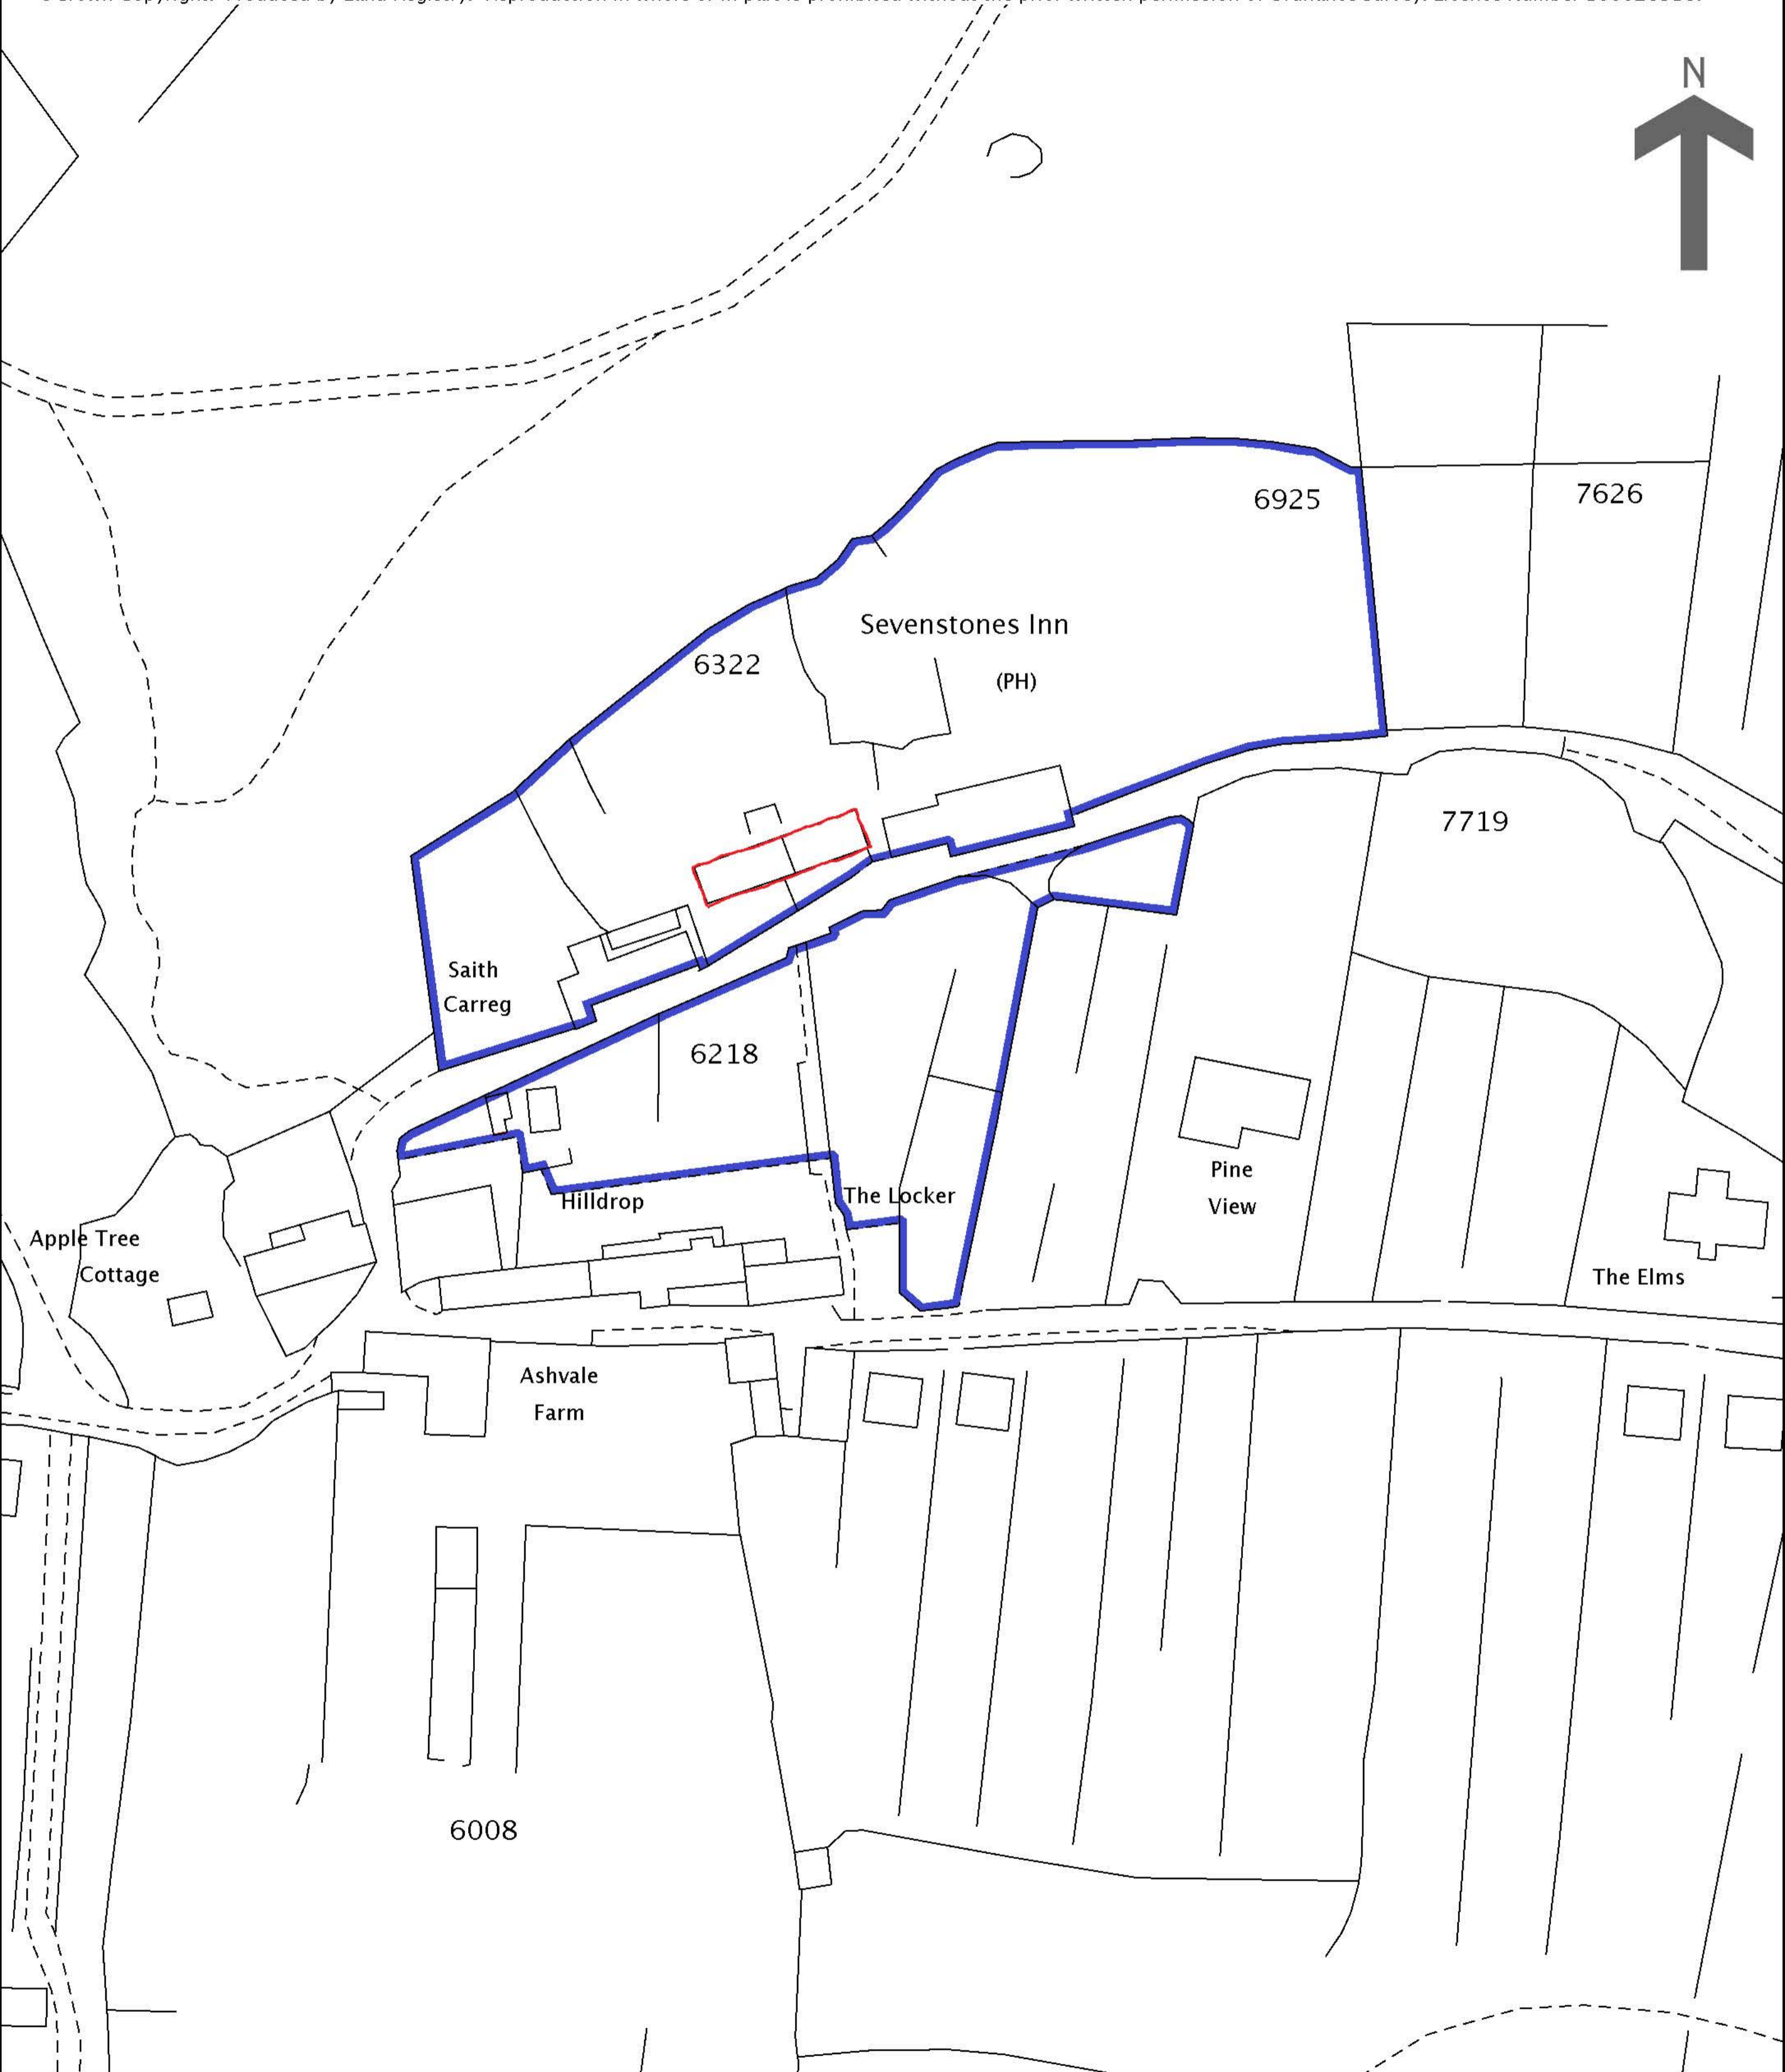 N
6925
7626
Sevenstones Inn
6322
(PH)
7719
Saith
Carreg
6218
Pine
View
Hilldrop
The Locker
Apple Tree
Cottage
The Elms
Ashvale
Farm
6008